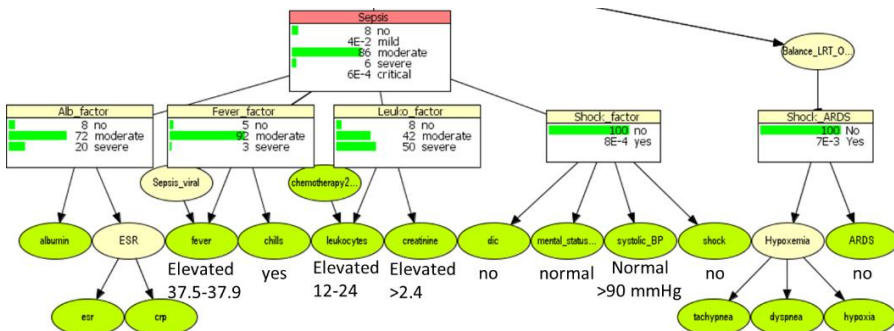 Sepsis
8 no
4E-2 mild
86 moderate
6 severe
6E-4 critical
Balance_LRT_O...
Alb_factor
8 no
72 moderate
20 severe
Fever_factor
5 no
92 moderate
3 severe
Leuko_factor
8 no
42 moderate
50 severe
Shock_factor
100 no
8E-4 yes
Shock_ARDS
100 No
7E-3 Yes
Sepsis_viral
chemotherapy2...
albumin
ESR
fever
chills
leukocytes
creatinine
dic
mental_status...
systolic_BP
shock
Hypoxemia
ARDS
Elevated
37.5-37.9
yes
Elevated
12-24
Elevated
>2.4
no
normal
Normal
>90 mmHg
no
no
esr
crp
tachypnea
dyspnea
hypoxia